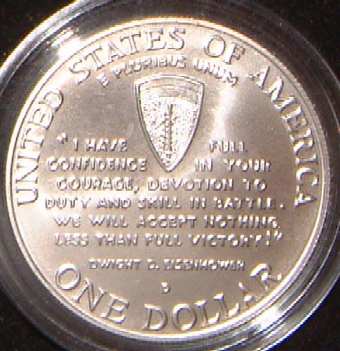 UNITED STATES OF AMERICA
E PLURIBUS UNUM
"I HAVE FULL
CONFIDENCE IN YOUR
COURAGE, DEVOTION TO
DUTY AND SKILL IN BATTLE.
WE WILL ACCEPT NOTHING
LESS THAN FULL VICTORY!"
DWIGHT D. EISENHOWER
D
ONE DOLLAR